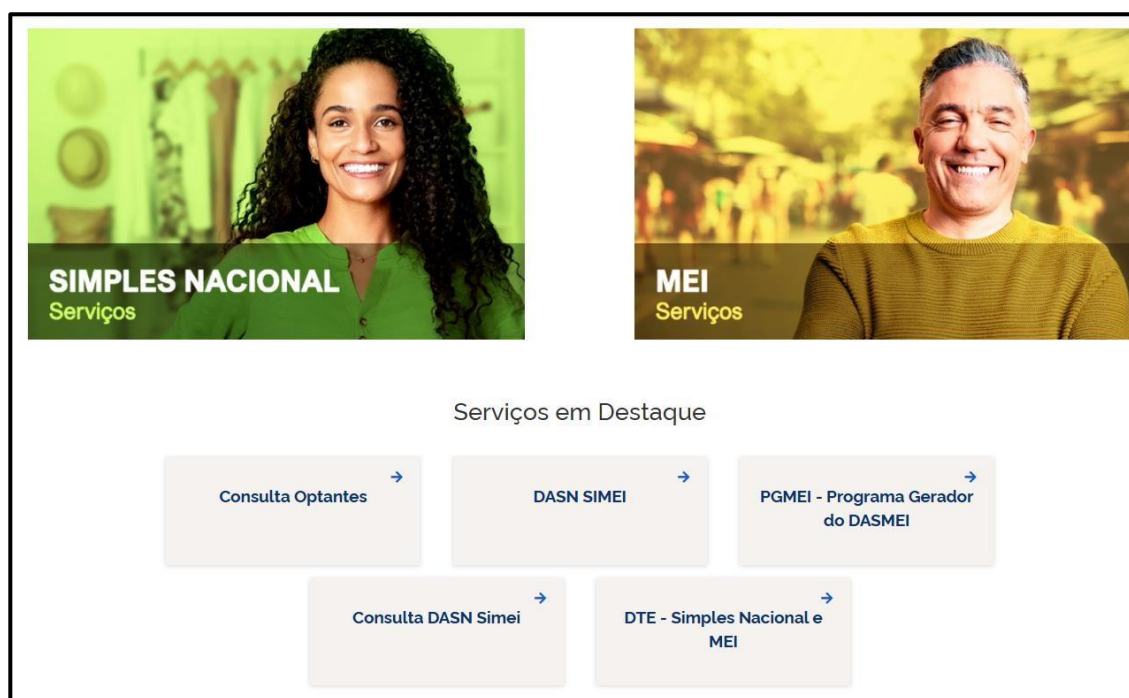 SIMPLES NACIONAL
Serviços
MEI
Serviços
Serviços em Destaque
Consulta Optantes
DASN SIMEI
PGMEI - Programa Gerador
do DASMEI
Consulta DASN Simei
DTE - Simples Nacional e
MEI